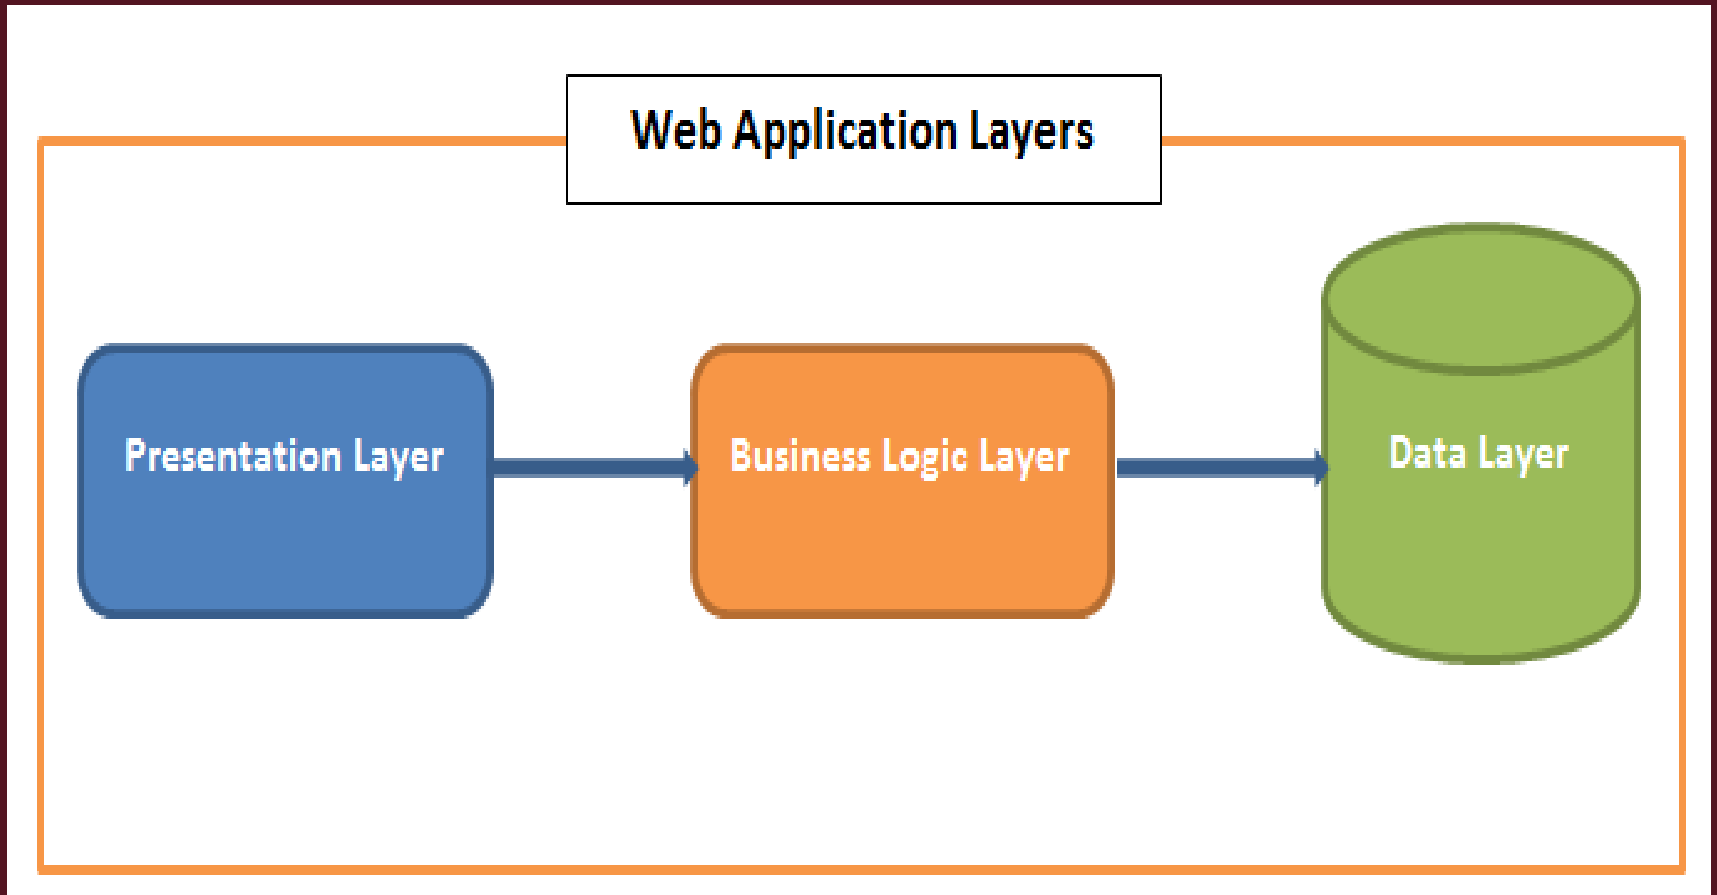 Web Application Layers
Presentation Layer
Business Logic Layer
Data Layer